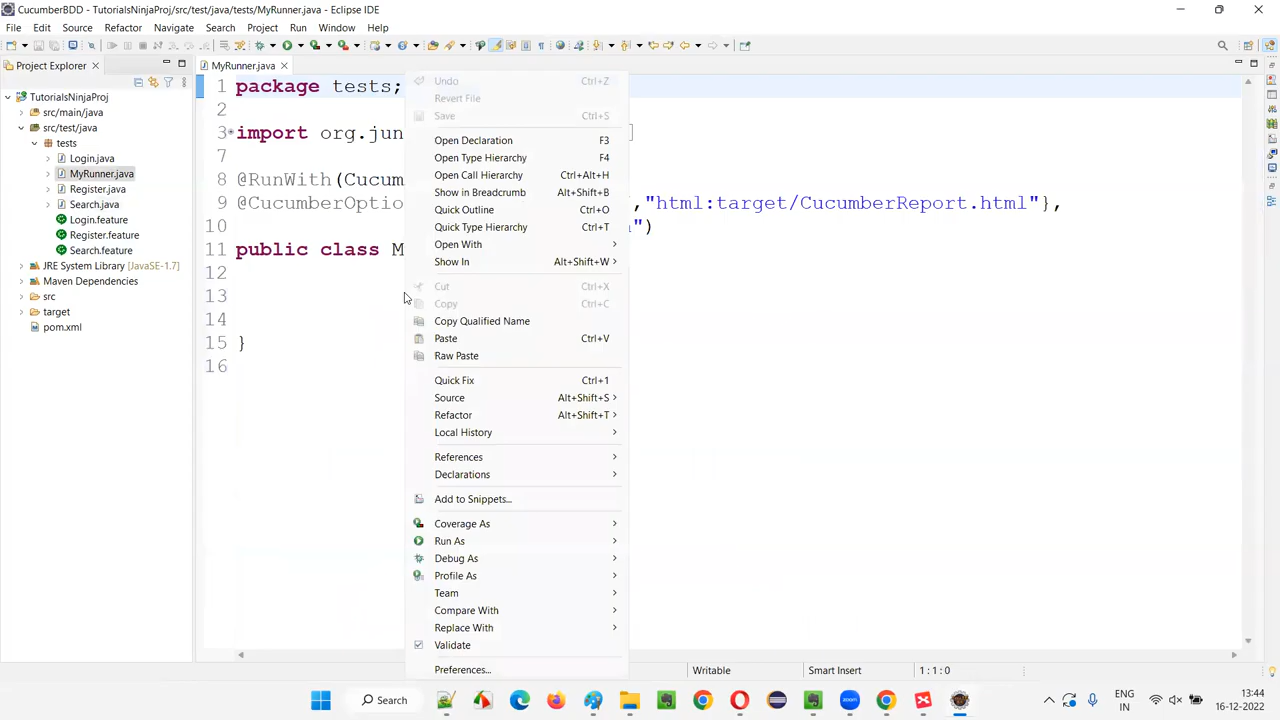 CucumberBDD - TutorialsNinjaProj/src/test/java/tests/MyRunner.java - Eclipse IDE
File Edit Source Refactor Navigate Search Project Run Window Help
Project Explorer
MyRunner.java
TutorialsNinjaProj
src/main/java
src/test/java
tests
Login.java
MyRunner.java
Register.java
Search.java
Login.feature
Register.feature
Search.feature
JRE System Library [JavaSE-1.7]
Maven Dependencies
src
target
pom.xml
1 package tests;
2
3 import org.jun
7
8 @RunWith(Cucum
9 @CucumberOptio ,"html:target/CucumberReport.html"},
10 ")
11 public class M
12
13
14
15 }
16
Undo Ctrl+Z
Revert File
Save Ctrl+S
Open Declaration F3
Open Type Hierarchy F4
Open Call Hierarchy Ctrl+Alt+H
Show in Breadcrumb Alt+Shift+B
Quick Outline Ctrl+O
Quick Type Hierarchy Ctrl+T
Open With
Show In Alt+Shift+W
Cut Ctrl+X
Copy Ctrl+C
Copy Qualified Name
Paste Ctrl+V
Raw Paste
Quick Fix Ctrl+1
Source Alt+Shift+S
Refactor Alt+Shift+T
Local History
References
Declarations
Add to Snippets...
Coverage As
Run As
Debug As
Profile As
Team
Compare With
Replace With
Validate
Preferences...
Writable Smart Insert 1 : 1 : 0
Search
ENG
IN
13:44
16-12-2022